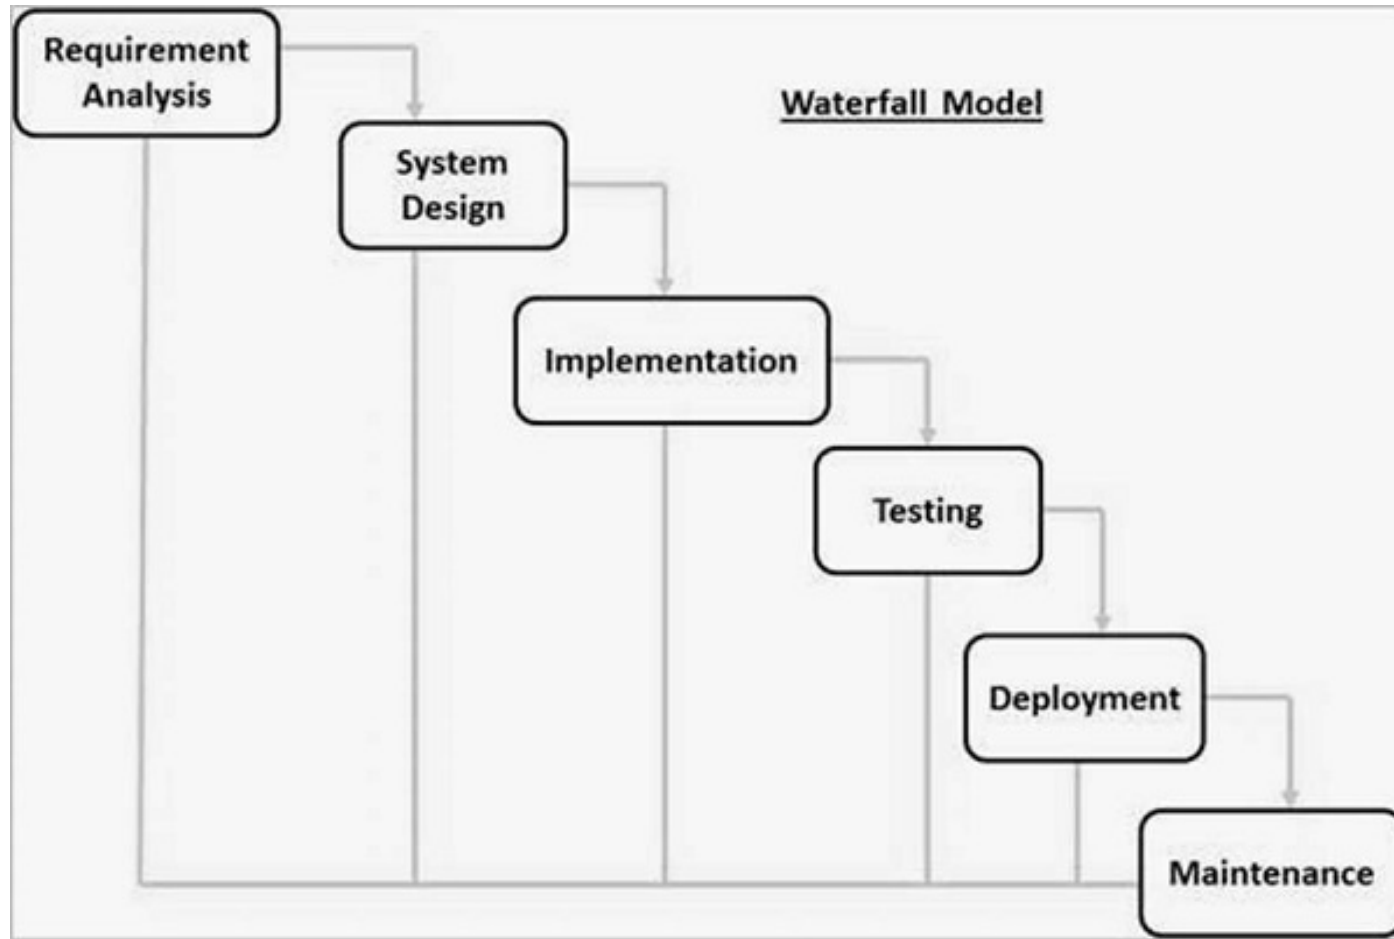 Requirement
Analysis
Waterfall Model
System
Design
Implementation
Testing
Deployment
Maintenance